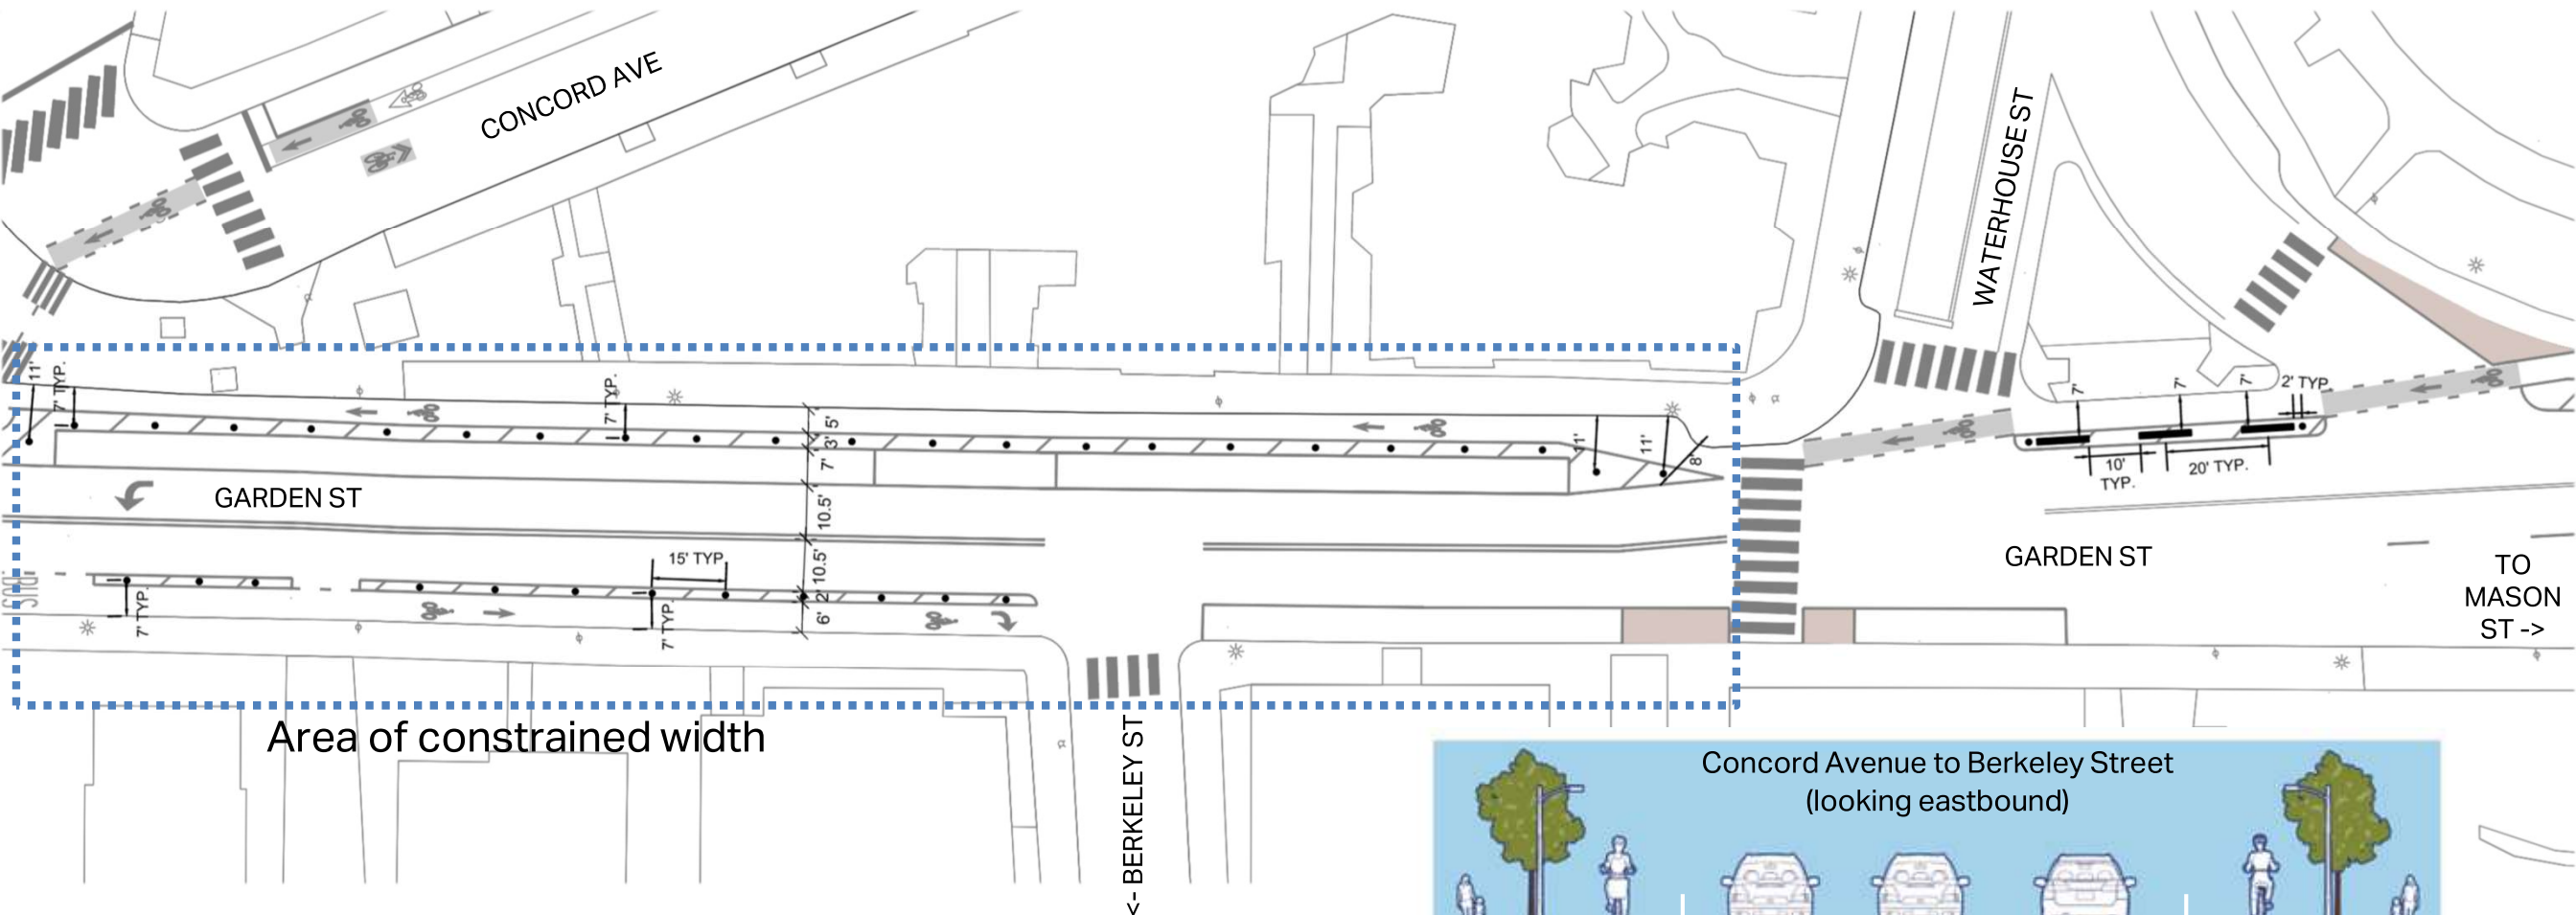 CONCORD AVE
WATERHOUSE ST
11'
7' TYP.
7' TYP.
5'
3'
7'
10.5'
10.5'
2'
6'
11'
11'
8'
7'
7'
7'
2' TYP.
10'
TYP.
20' TYP.
GARDEN ST
15' TYP.
7' TYP.
7' TYP.
GARDEN ST
TO
MASON
ST ->
BUS
Area of constrained width
<- BERKELEY ST
Concord Avenue to Berkeley Street
(looking eastbound)